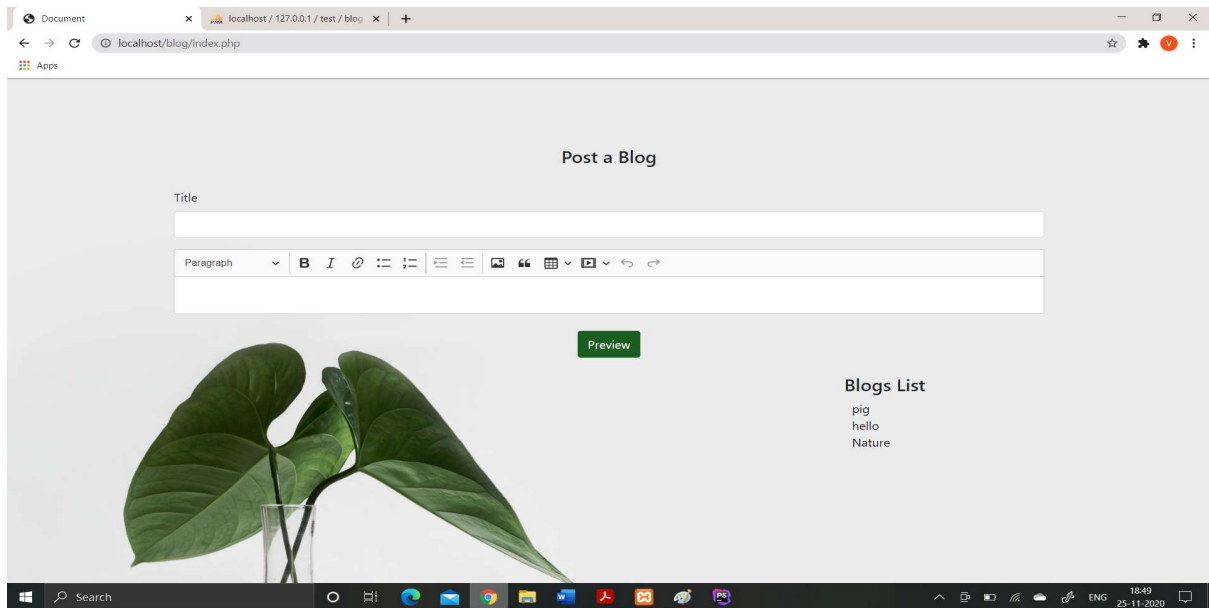 Document
localhost / 127.0.0.1 / test / blog
localhost/blog/index.php
V
Apps
Post a Blog
Title
Paragraph
B I
Preview
Blogs List
pig
hello
Nature
Search
W
PS
ENG
18:49
25-11-2020